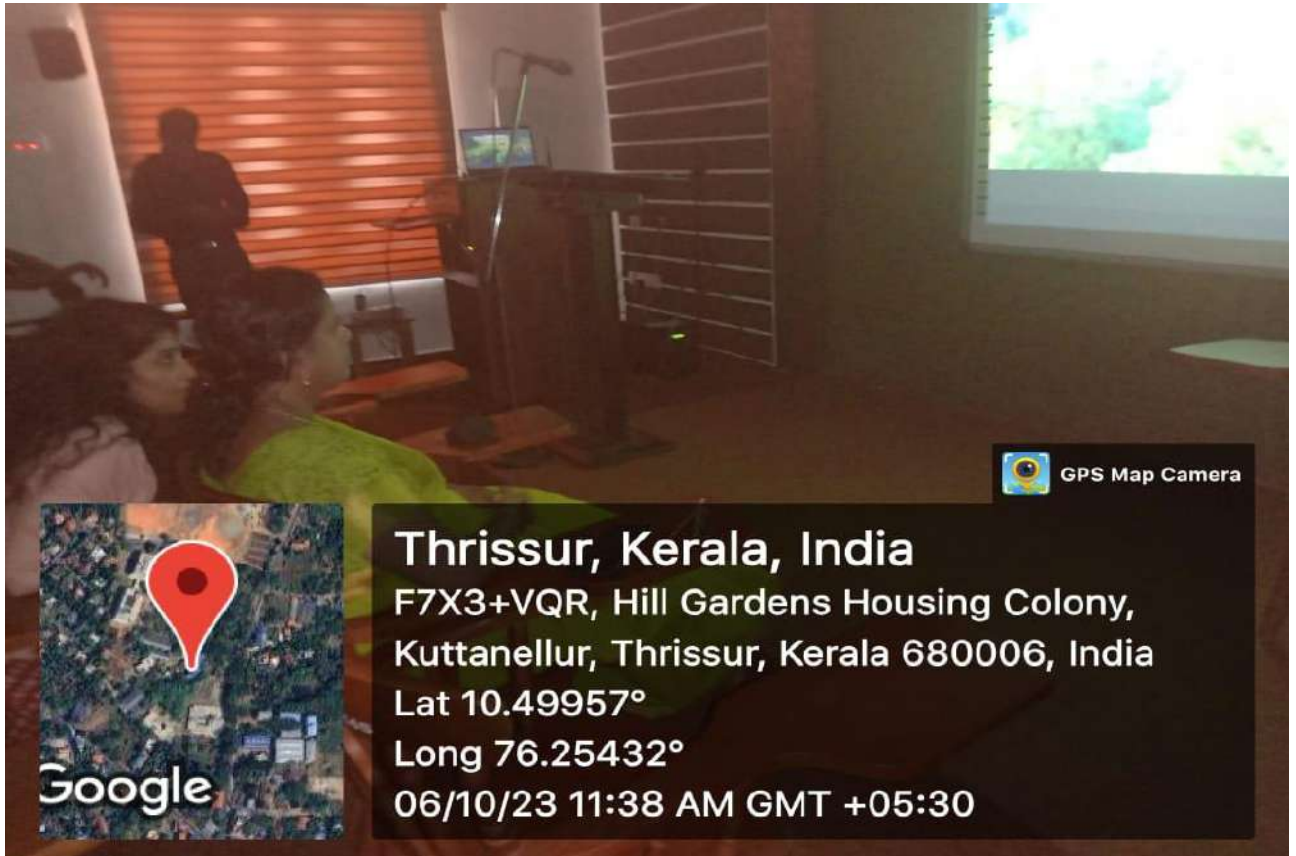 GPS Map Camera
Thrissur, Kerala, India
F7X3+VQR, Hill Gardens Housing Colony,
Kuttanellur, Thrissur, Kerala 680006, India
Lat 10.49957°
Long 76.25432°
06/10/23 11:38 AM GMT +05:30
Google